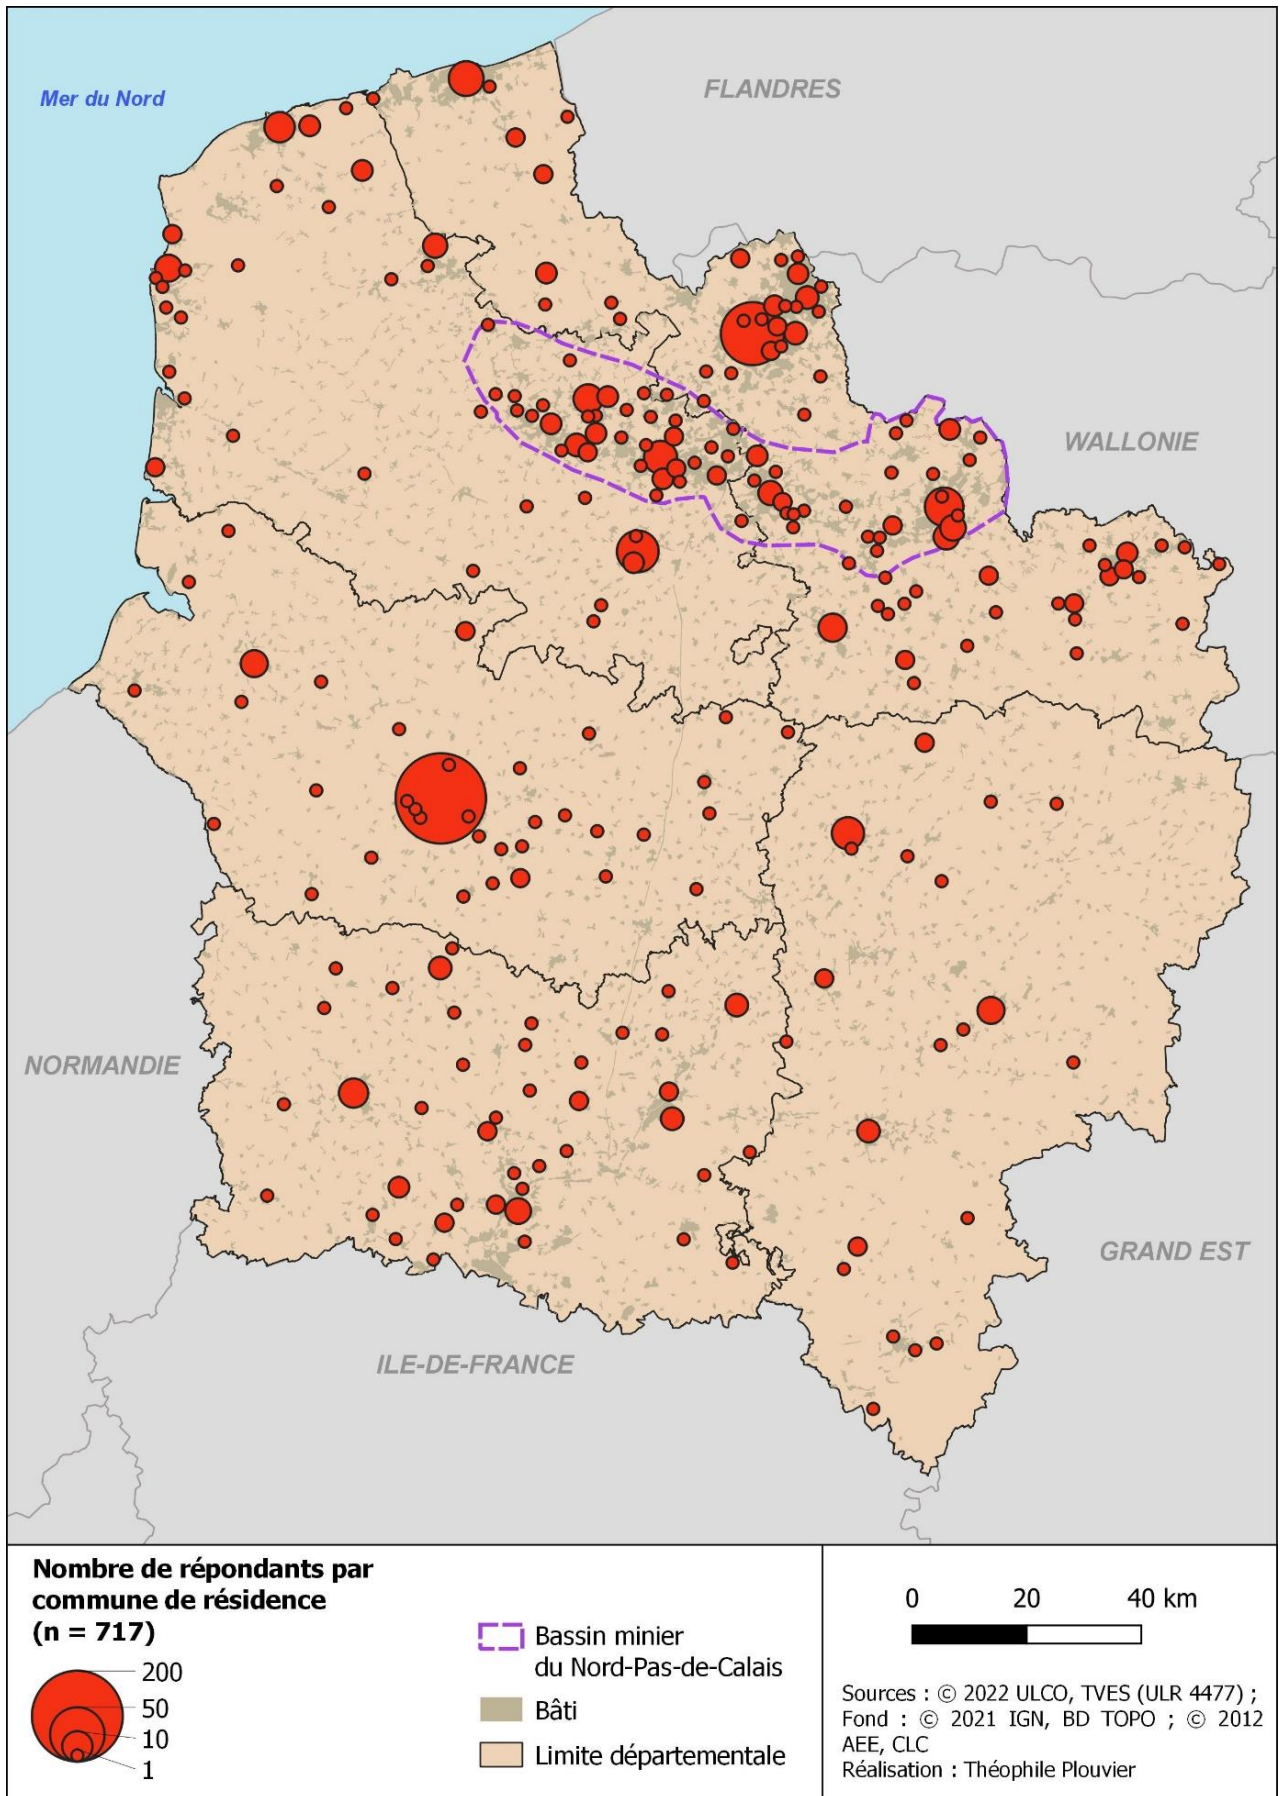 Mer du Nord
FLANDRES
WALLONIE
NORMANDIE
GRAND EST
ILE-DE-FRANCE
Nombre de répondants par
commune de résidence
(n = 717)
200
50
10
1
Bassin minier
du Nord-Pas-de-Calais
Bâti
Limite départementale
0 20 40 km
Sources : © 2022 ULCO, TVES (ULR 4477) ;
Fond : © 2021 IGN, BD TOPO ; © 2012
AEE, CLC
Réalisation : Théophile Plouvier